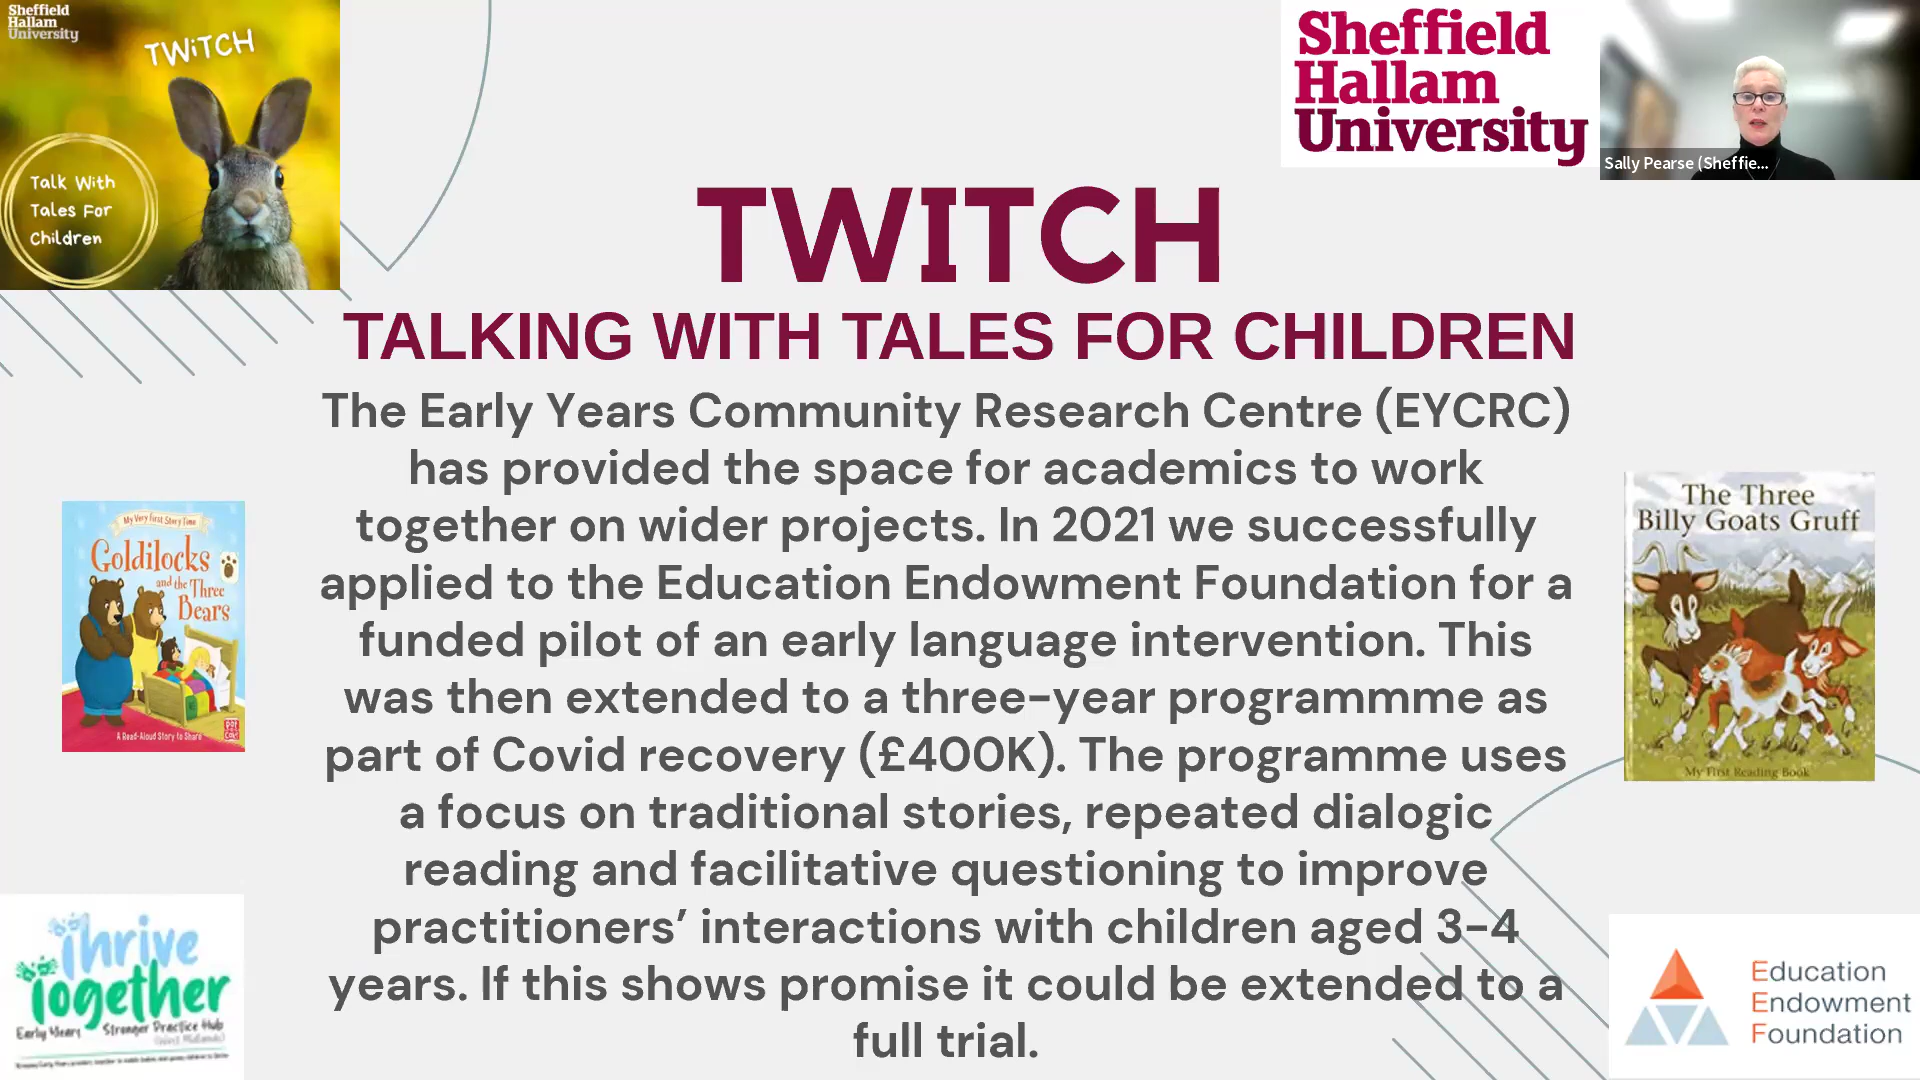 Sheffield
Hallam
University
TWiTCH
Talk With
Tales For
Children
Sheffield
Hallam
University
Sally Pearse (Sheffie...
TWITCH
TALKING WITH TALES FOR CHILDREN
The Early Years Community Research Centre (EYCRC)
has provided the space for academics to work
together on wider projects. In 2021 we successfully
applied to the Education Endowment Foundation for a
funded pilot of an early language intervention. This
was then extended to a three-year programmme as
part of Covid recovery (£400K). The programme uses
a focus on traditional stories, repeated dialogic
reading and facilitative questioning to improve
practitioners’ interactions with children aged 3-4
years. If this shows promise it could be extended to a
full trial.
My Very First Story Time
Goldilocks
and the Three
Bears
A Read-Aloud Story to Share
The Three
Billy Goats Gruff
My First Reading Book
Thrive
Together
Early Years Stronger Practice Hub
(West Midlands)
Education
Endowment
Foundation